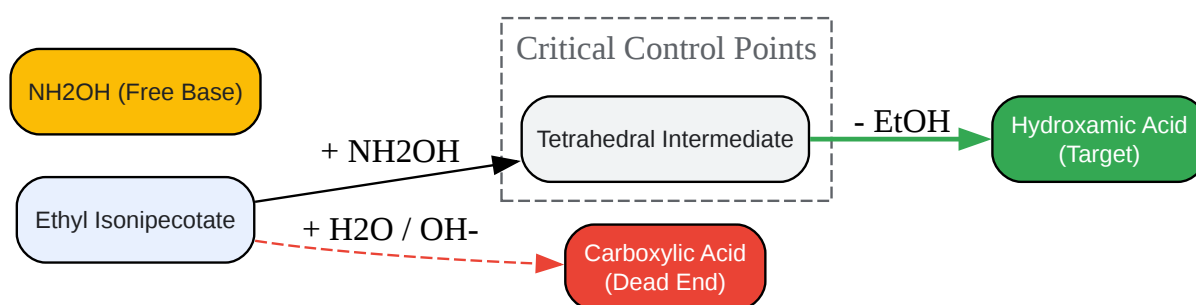 Critical Control Points
NH2OH (Free Base)
+ NH2OH
Tetrahedral Intermediate
- EtOH
Hydroxamic Acid
(Target)
Ethyl Isonipecotate
+ H2O / OH-
Carboxylic Acid
(Dead End)